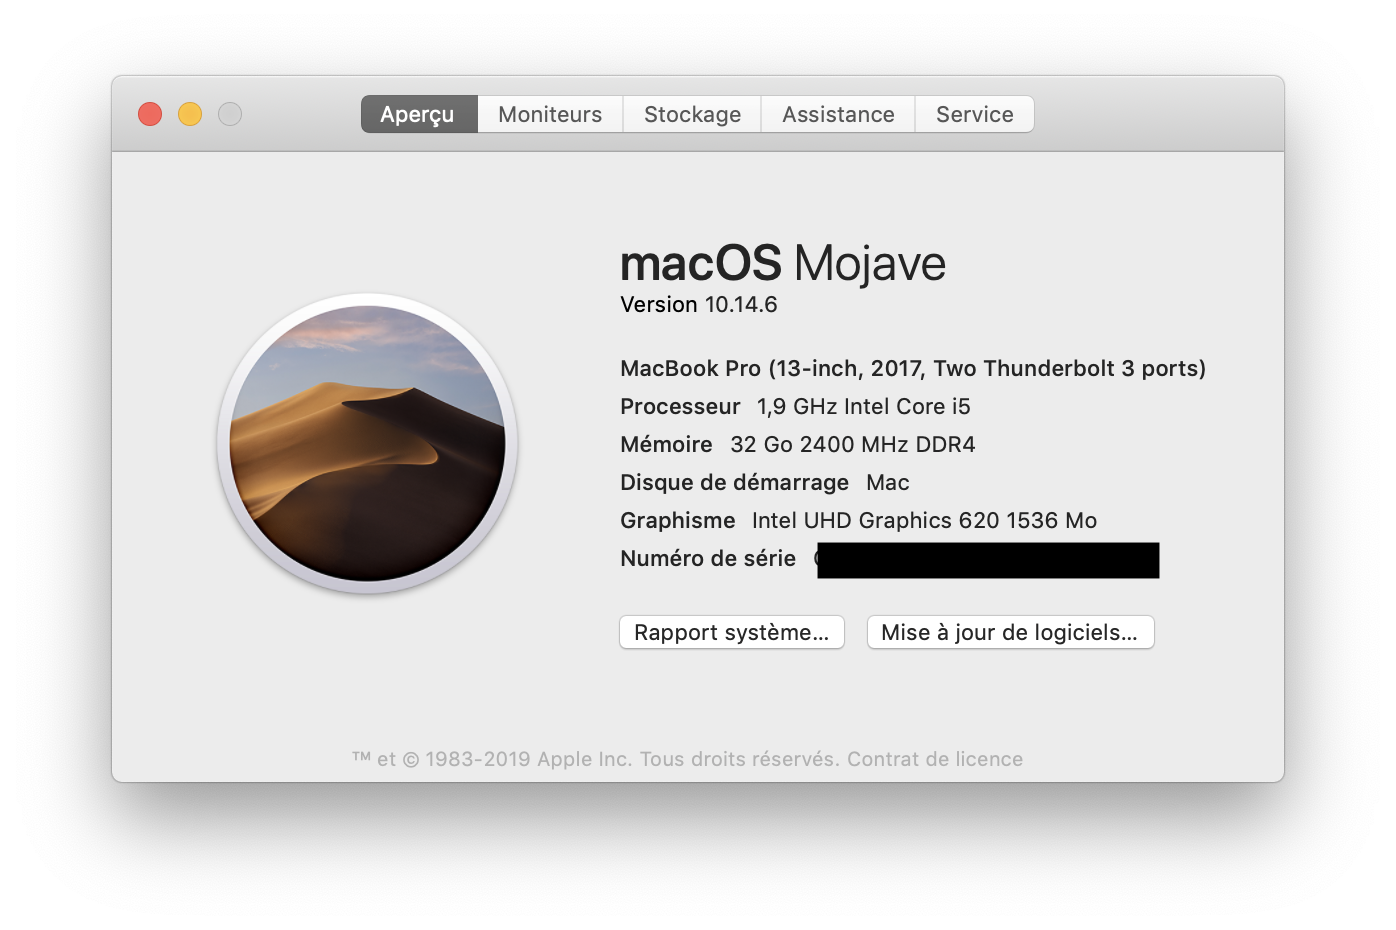 Aperçu Moniteurs Stockage Assistance Service
macOS Mojave
Version 10.14.6
MacBook Pro (13-inch, 2017, Two Thunderbolt 3 ports)
Processeur 1,9 GHz Intel Core i5
Mémoire 32 Go 2400 MHz DDR4
Disque de démarrage Mac
Graphisme Intel UHD Graphics 620 1536 Mo
Numéro de série
Rapport système... Mise à jour de logiciels...
™ et © 1983-2019 Apple Inc. Tous droits réservés. Contrat de licence